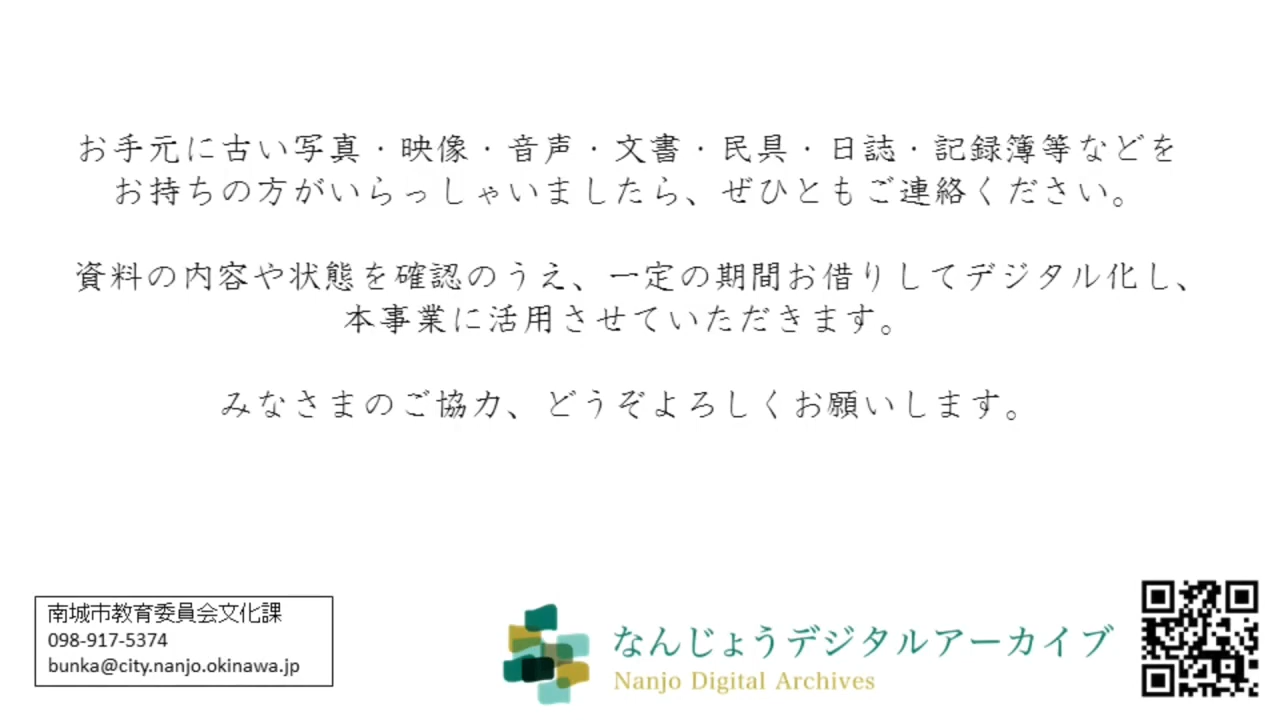 お手元に古い写真・映像・音声・文書・民具・日誌・記録簿等などを
お持ちの方がいらっしゃいましたら、ぜひともご連絡ください。
資料の内容や状態を確認のうえ、一定の期間お借りしてデジタル化し、
本事業に活用させていただきます。
みなさまのご協力、どうぞよろしくお願いします。
南城市教育委員会文化課
098-917-5374
bunka@city.nanjo.okinawa.jp
なんじょうデジタルアーカイブ
Nanjo Digital Archives